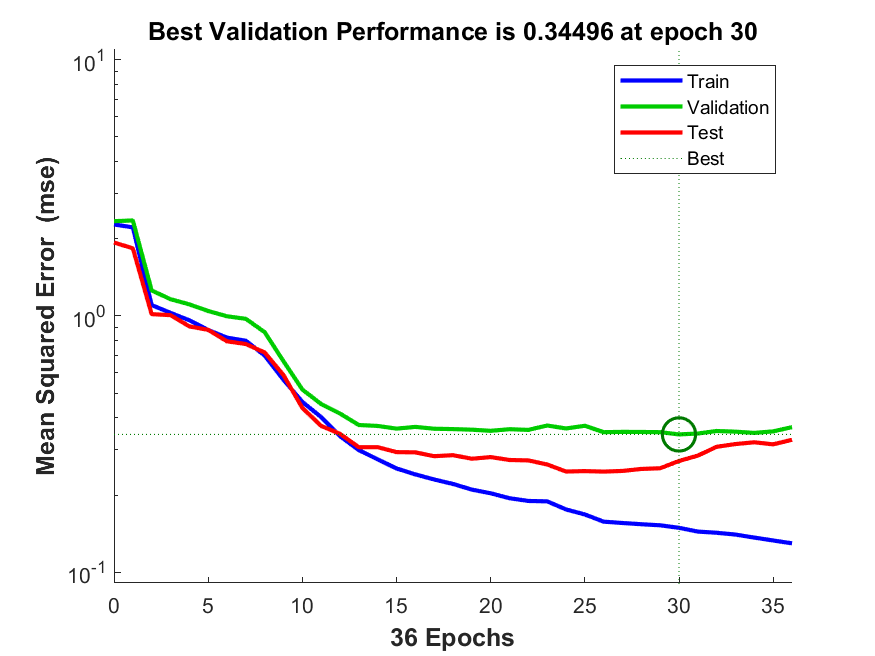 Best Validation Performance is 0.34496 at epoch 30
10^1
10^0
10^-1
Mean Squared Error (mse)
Train
Validation
Test
Best
0 5 10 15 20 25 30 35
36 Epochs